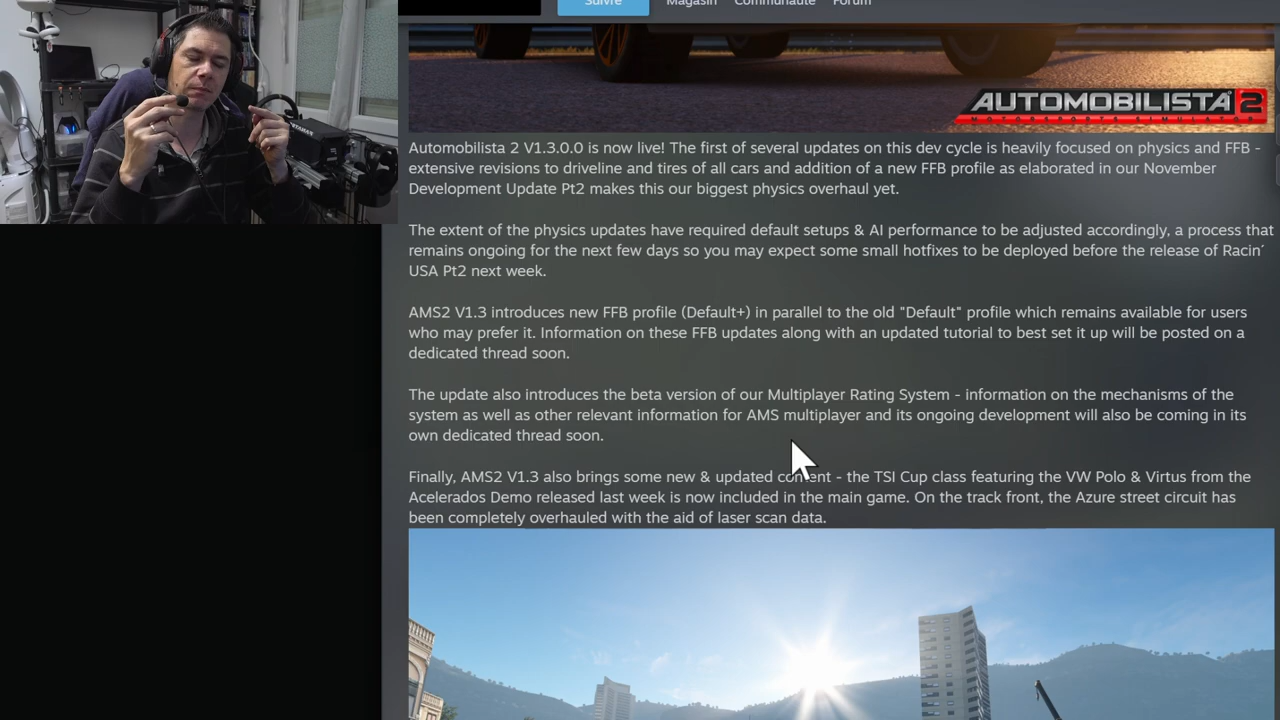 Suivre Magasin Communauté Forum
AUTOMOBILISTA 2
MOTORSPORTS SIMULATOR
Automobilista 2 V1.3.0.0 is now live! The first of several updates on this dev cycle is heavily focused on physics and FFB -
extensive revisions to driveline and tires of all cars and addition of a new FFB profile as elaborated in our November
Development Update Pt2 makes this our biggest physics overhaul yet.
The extent of the physics updates have required default setups & AI performance to be adjusted accordingly, a process that
remains ongoing for the next few days so you may expect some small hotfixes to be deployed before the release of Racin´
USA Pt2 next week.
AMS2 V1.3 introduces new FFB profile (Default+) in parallel to the old "Default" profile which remains available for users
who may prefer it. Information on these FFB updates along with an updated tutorial to best set it up will be posted on a
dedicated thread soon.
The update also introduces the beta version of our Multiplayer Rating System - information on the mechanisms of the
system as well as other relevant information for AMS multiplayer and its ongoing development will also be coming in its
own dedicated thread soon.
Finally, AMS2 V1.3 also brings some new & updated content - the TSI Cup class featuring the VW Polo & Virtus from the
Acelerados Demo released last week is now included in the main game. On the track front, the Azure street circuit has
been completely overhauled with the aid of laser scan data.